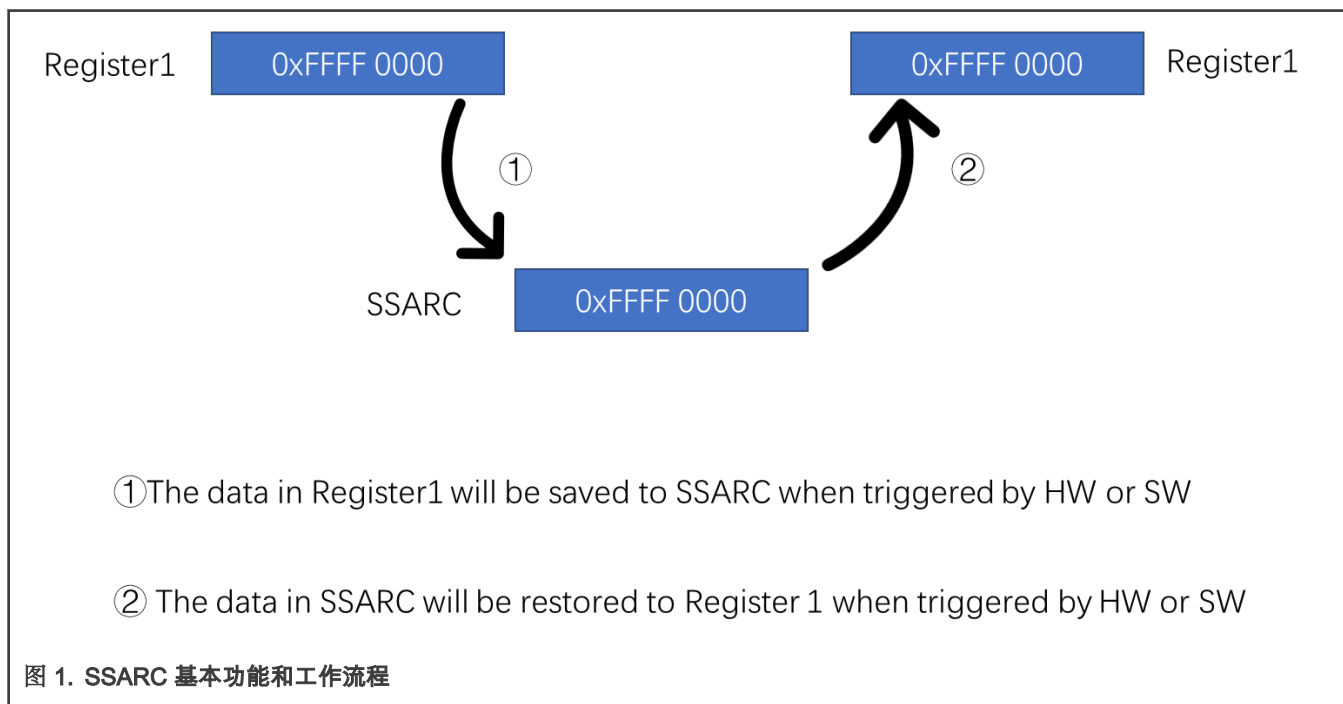 Register1
0xFFFF 0000
0xFFFF 0000
Register1
①
②
SSARC
0xFFFF 0000
①The data in Register1 will be saved to SSARC when triggered by HW or SW
② The data in SSARC will be restored to Register 1 when triggered by HW or SW
图 1. SSARC 基本功能和工作流程